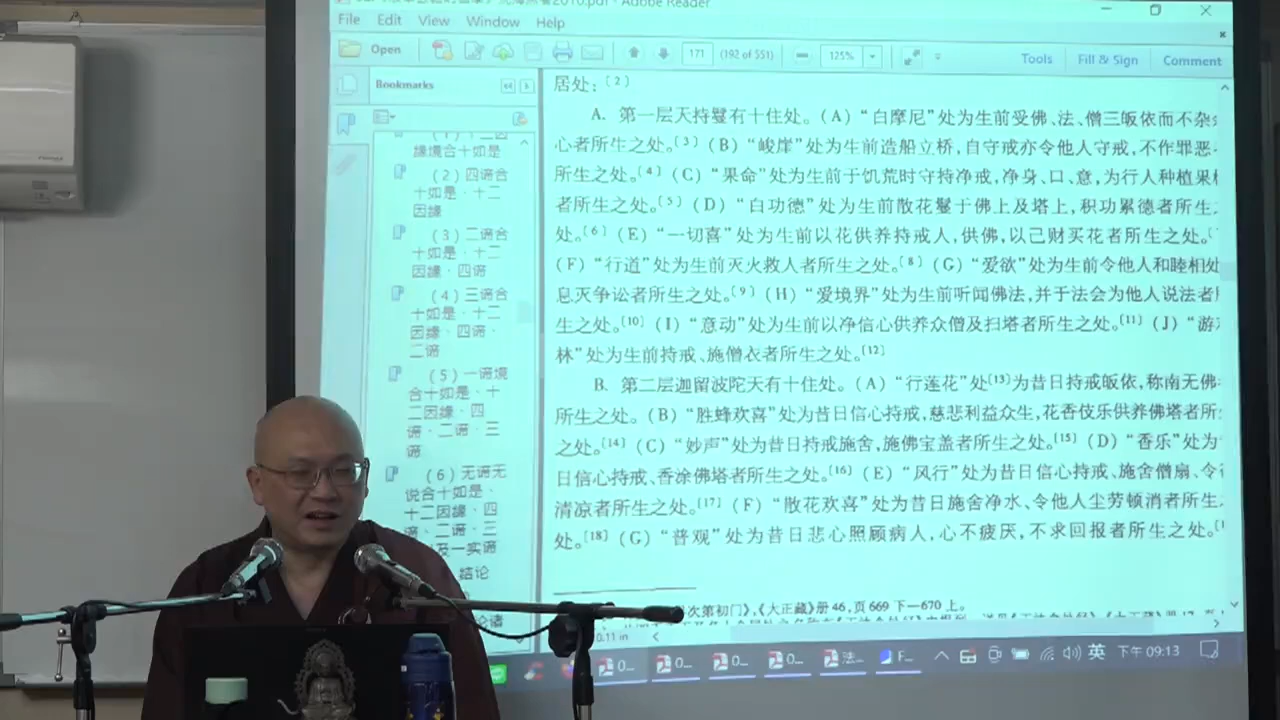 File Edit View Window Help
Open
171
(192 of 551)
125%
Tools
Fill & Sign
Comment
Bookmarks
緣境合十如是
(2) 四谛合
十如是·十二
因緣
(3) 二谛合
十如是·十二
因缘·四谛
(4) 三谛合
十如是·十二
因缘·四谛·
二谛
(5) 一谛境
合十如是·十
二因緣·四
谛·二谛·三
谛
(6) 无谛无
说合十如是·
十二因緣·四
谛·二谛·三
及一实谛
结论
居处:〔2〕
A. 第一层天持鬘有十住处。(A)“白摩尼”处为生前受佛、法、僧三皈依而不杂
心者所生之处。〔3〕(B)“峻崖”处为生前造船立桥,自守戒亦令他人守戒,不作罪恶
所生之处。〔4〕(C)“果命”处为生前于饥荒时守持净戒,净身、口、意,为行人种植果
者所生之处。〔5〕(D)“白功德”处为生前散花鬘于佛上及塔上,积功累德者所生
处。〔6〕(E)“一切喜”处为生前以花供养持戒人,供佛,以己财买花者所生之处。
(F)“行道”处为生前灭火救人者所生之处。〔8〕(G)“爱欲”处为生前令他人和睦相处
息灭争讼者所生之处。〔9〕(H)“爱境界”处为生前听闻佛法,并于法会为他人说法者
生之处。〔10〕(I)“意动”处为生前以净信心供养众僧及扫塔者所生之处。〔11〕(J)“游
林”处为生前持戒、施僧衣者所生之处。〔12〕
B. 第二层迦留波陀天有十住处。(A)“行莲花”处〔13〕为昔日持戒皈依,称南无佛
所生之处。(B)“胜蜂欢喜”处为昔日信心持戒,慈悲利益众生,花香伎乐供养佛塔者所
之处。〔14〕(C)“妙声”处为昔日持戒施舍,施佛宝盖者所生之处。〔15〕(D)“香乐”处为
日信心持戒、香涂佛塔者所生之处。〔16〕(E)“风行”处为昔日信心持戒、施舍僧扇、令
清凉者所生之处。〔17〕(F)“散花欢喜”处为昔日施舍净水、令他人尘劳顿消者所生
处。〔18〕(G)“普观”处为昔日悲心照顾病人,心不疲厌,不求回报者所生之处。
次第初门》,《大正藏》册46,页669下—670上。
英 下午 09:13